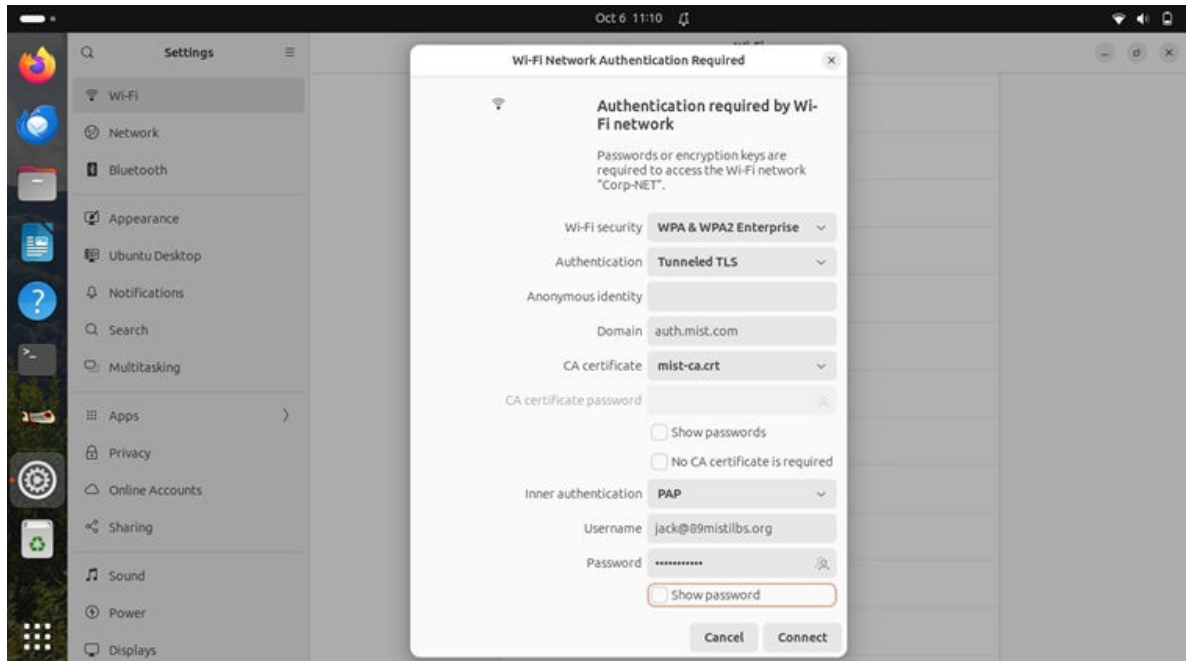 Oct 6 11:10
Settings
Wi-Fi
Network
Bluetooth
Appearance
Ubuntu Desktop
Notifications
Search
Multitasking
Apps
Privacy
Online Accounts
Sharing
Sound
Power
Displays
Wi-Fi Network Authentication Required
Authentication required by Wi-
Fi network
Passwords or encryption keys are
required to access the Wi-Fi network
"Corp-NET".
Wi-Fi security WPA & WPA2 Enterprise
Authentication Tunneled TLS
Anonymous identity
Domain auth.mist.com
CA certificate mist-ca.crt
CA certificate password
Show passwords
No CA certificate is required
Inner authentication PAP
Username jack@89mistilbs.org
Password •••••••••••
Show password
Cancel Connect